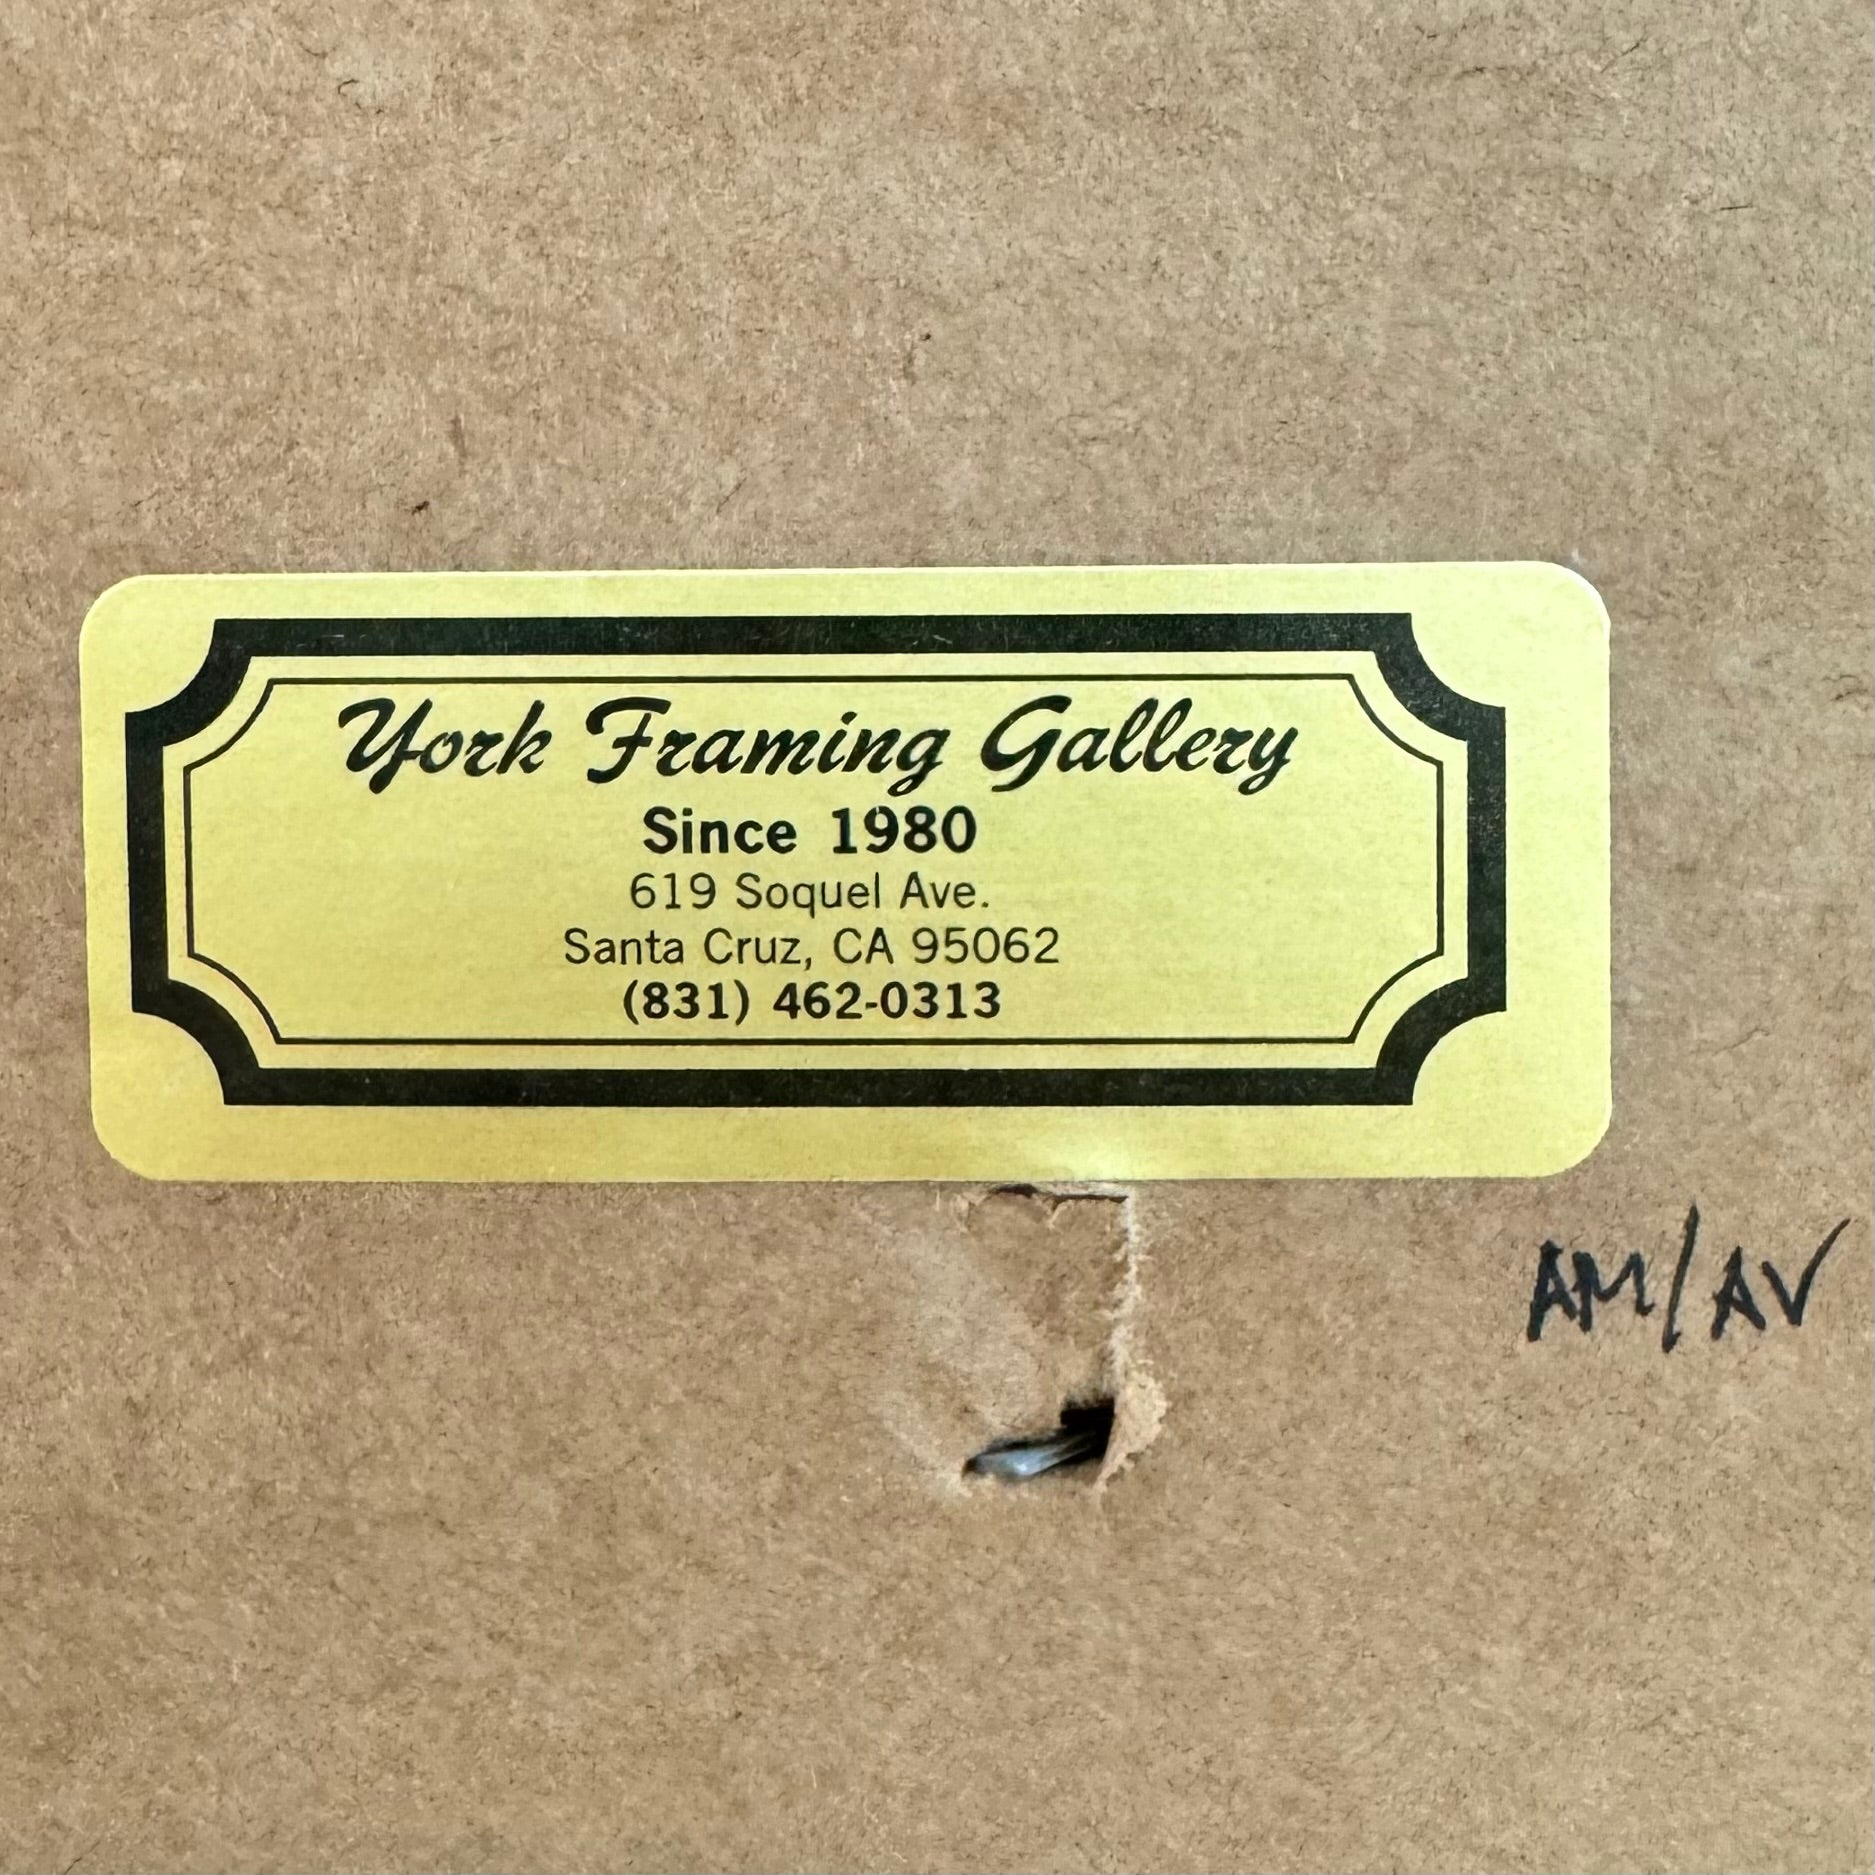 York Framing Gallery
Since 1980
619 Soquel Ave.
Santa Cruz, CA 95062
(831) 462-0313
AM/AV